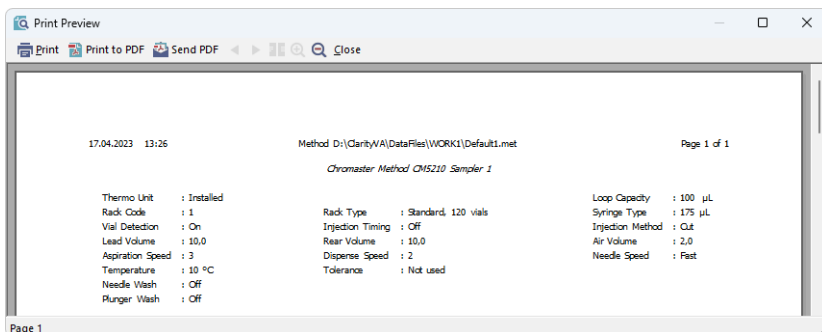 Print Preview
Print Print to PDF Send PDF Close
17.04.2023 13:26 Method D:\ClarityVA\DataFiles\WORK1\Default1.met Page 1 of 1
Chromaster Method CM5210 Sampler 1
Thermo Unit : Installed Loop Capacity : 100 µL
Rack Code : 1 Rack Type : Standard, 120 vials Syringe Type : 175 µL
Vial Detection : On Injection Timing : Off Injection Method : Cut
Lead Volume : 10,0 Rear Volume : 10,0 Air Volume : 2,0
Aspiration Speed : 3 Dispense Speed : 2 Needle Speed : Fast
Temperature : 10 °C Tolerance : Not used
Needle Wash : Off
Plunger Wash : Off
Page 1